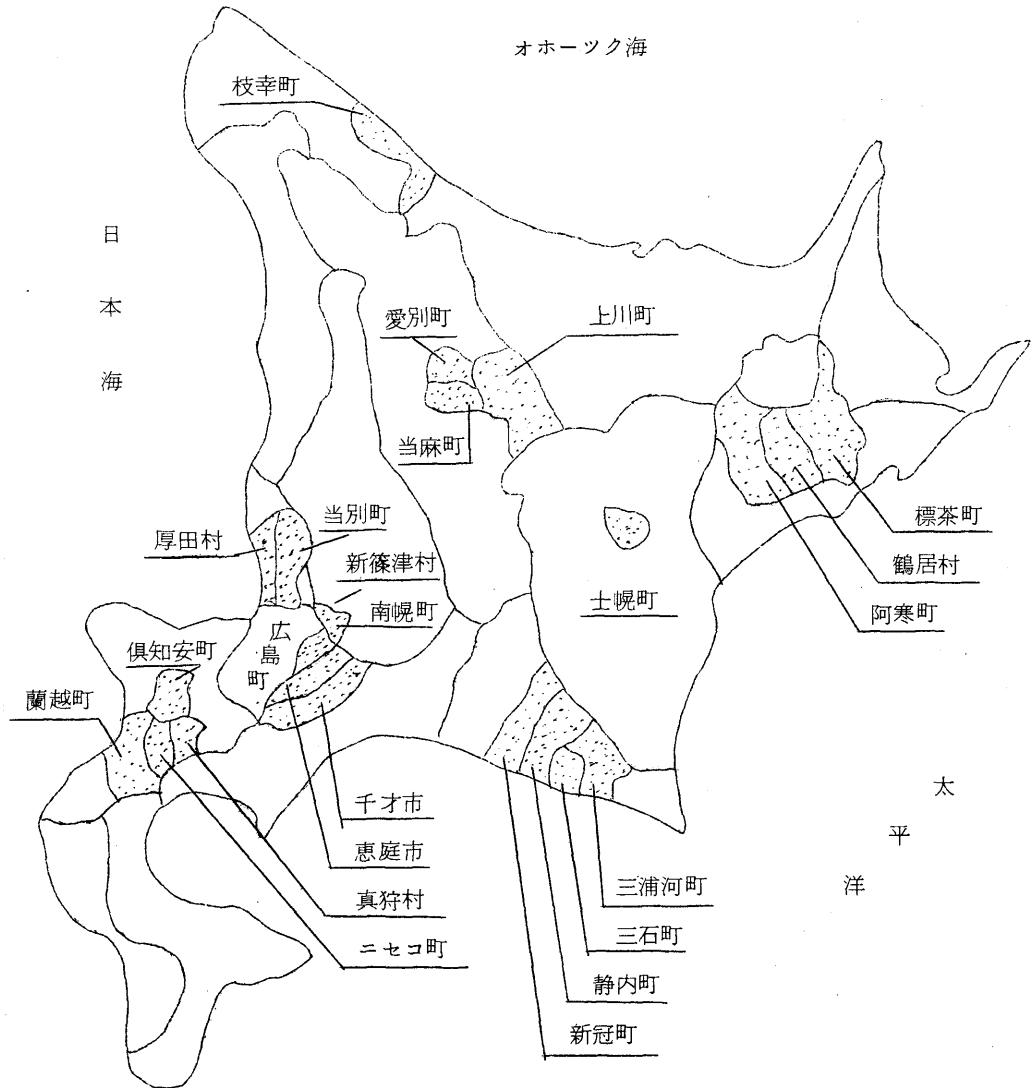 オホーツク海
枝幸町
日本海
愛別町
上川町
当麻町
標茶町
鶴居村
阿寒町
士幌町
厚田村
当別町
新篠津村
南幌町
広島町
倶知安町
蘭越町
千才市
恵庭市
真狩村
ニセコ町
三浦河町
三石町
静内町
新冠町
太平洋